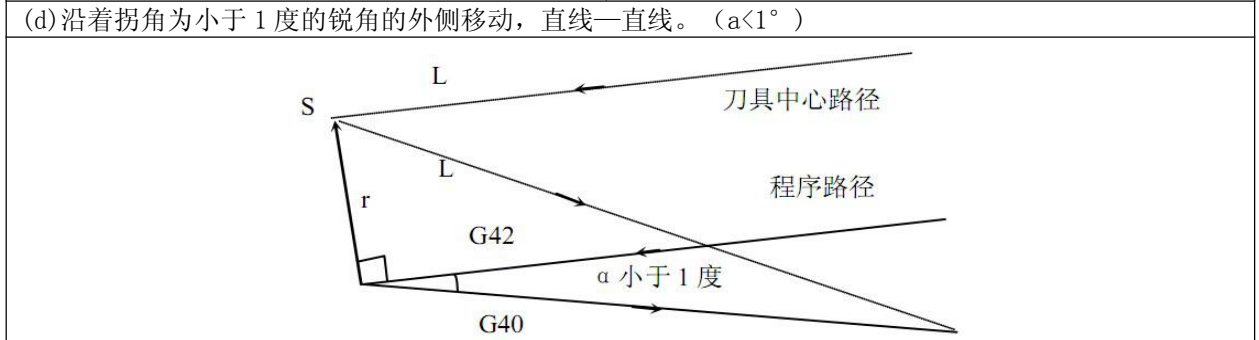 (d)沿着拐角为小于1度的锐角的外侧移动，直线—直线。（a<1°）
L
S
刀具中心路径
L
程序路径
r
G42
α小于1度
G40